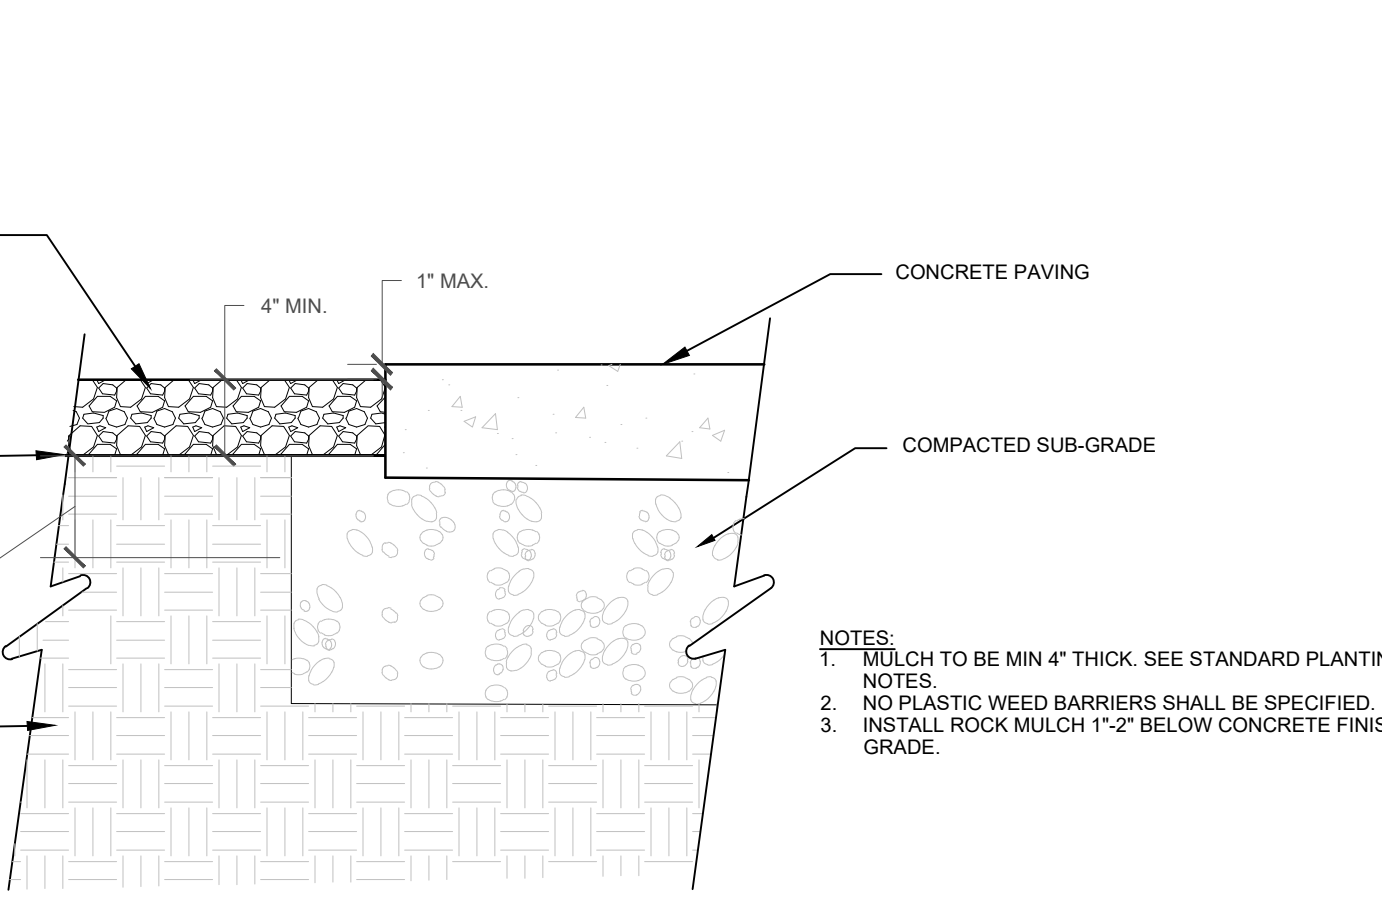 1" MAX.
4" MIN.
CONCRETE PAVING
COMPACTED SUB-GRADE
NOTES:
1. MULCH TO BE MIN 4" THICK. SEE STANDARD PLANTIN
NOTES.
2. NO PLASTIC WEED BARRIERS SHALL BE SPECIFIED.
3. INSTALL ROCK MULCH 1"-2" BELOW CONCRETE FINIS
GRADE.